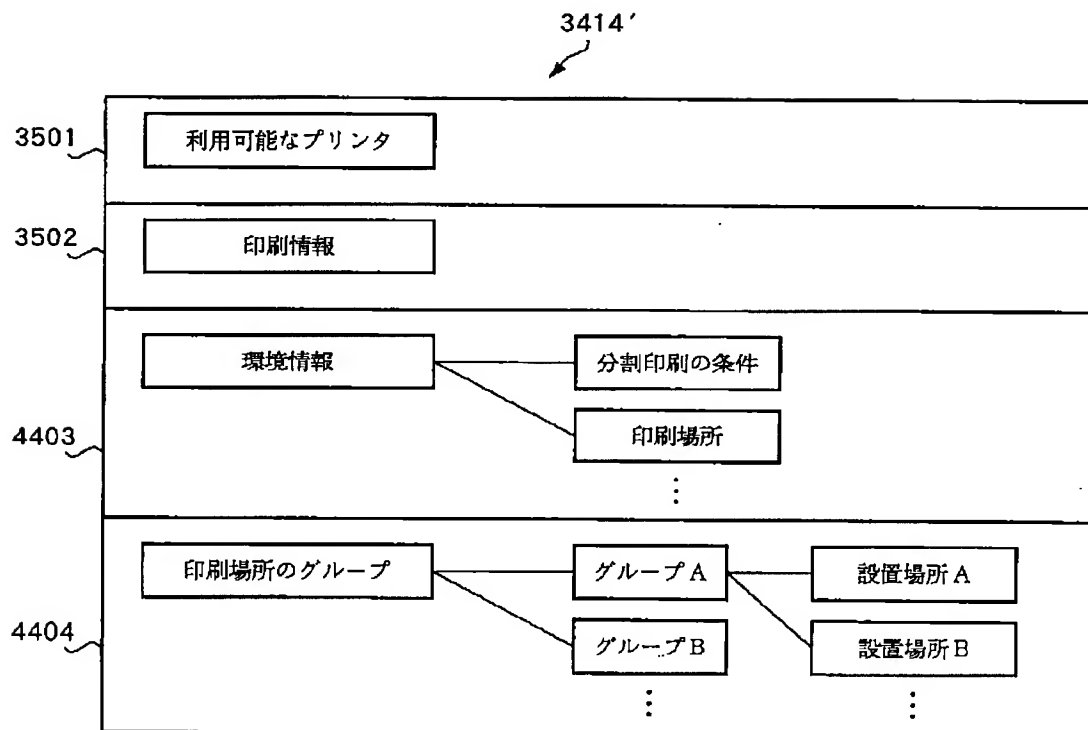 3414′
3501
利用可能なプリンタ
3502
印刷情報
4403
環境情報
分割印刷の条件
印刷場所
⋮
4404
印刷場所のグループ
グループA
設置場所A
グループB
設置場所B
⋮
⋮